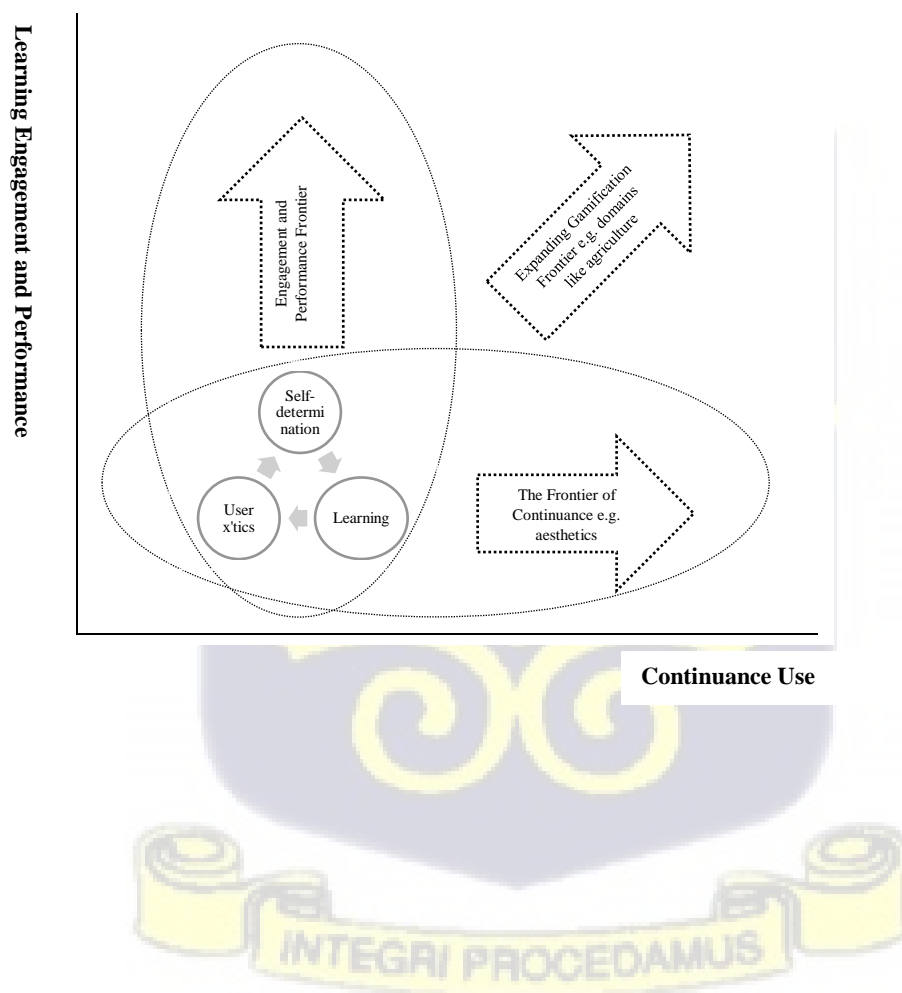 Learning Engagement and Performance
Engagement and
Performance Frontier
Expanding Gamification
Frontier e.g. domains
like agriculture
Self-
determi
nation
User
x'tics
Learning
The Frontier of
Continuance e.g.
aesthetics
Continuance Use
INTEGRI PROCEDAMUS